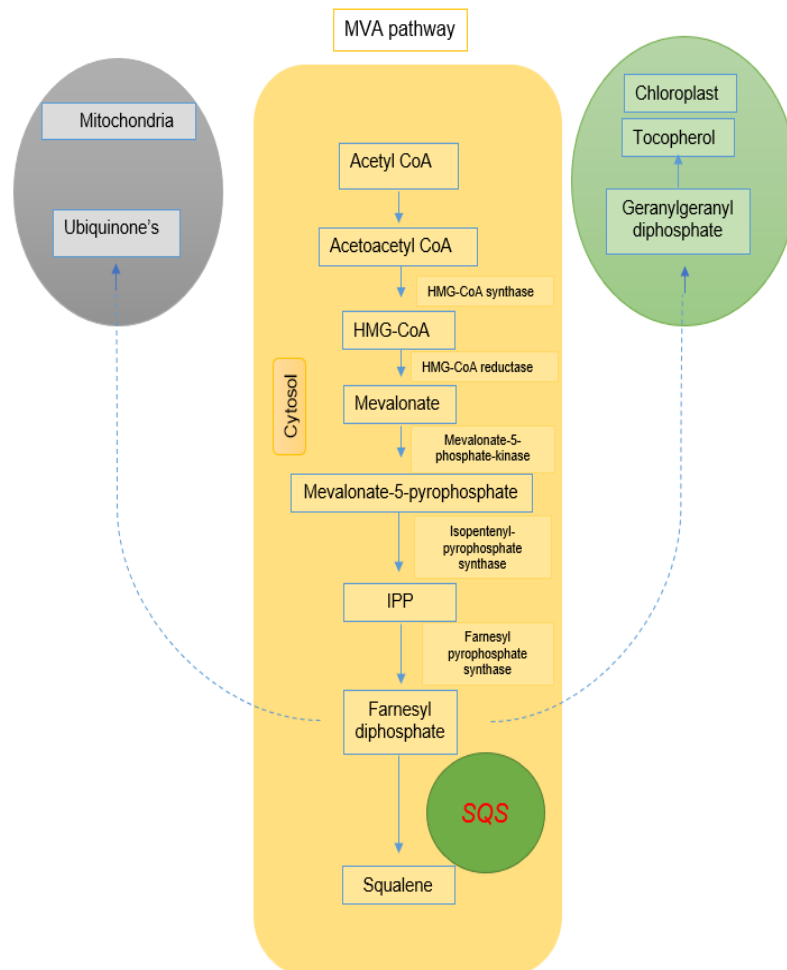 MVA pathway
Mitochondria
Ubiquinone’s
Chloroplast
Tocopherol
Geranylgeranyl
diphosphate
Acetyl CoA
Acetoacetyl CoA
HMG-CoA synthase
HMG-CoA
HMG-CoA reductase
Cytosol
Mevalonate
Mevalonate-5-
phosphate-kinase
Mevalonate-5-pyrophosphate
Isopentenyl-
pyrophosphate
synthase
IPP
Farnesyl
pyrophosphate
synthase
Farnesyl
diphosphate
SQS
Squalene